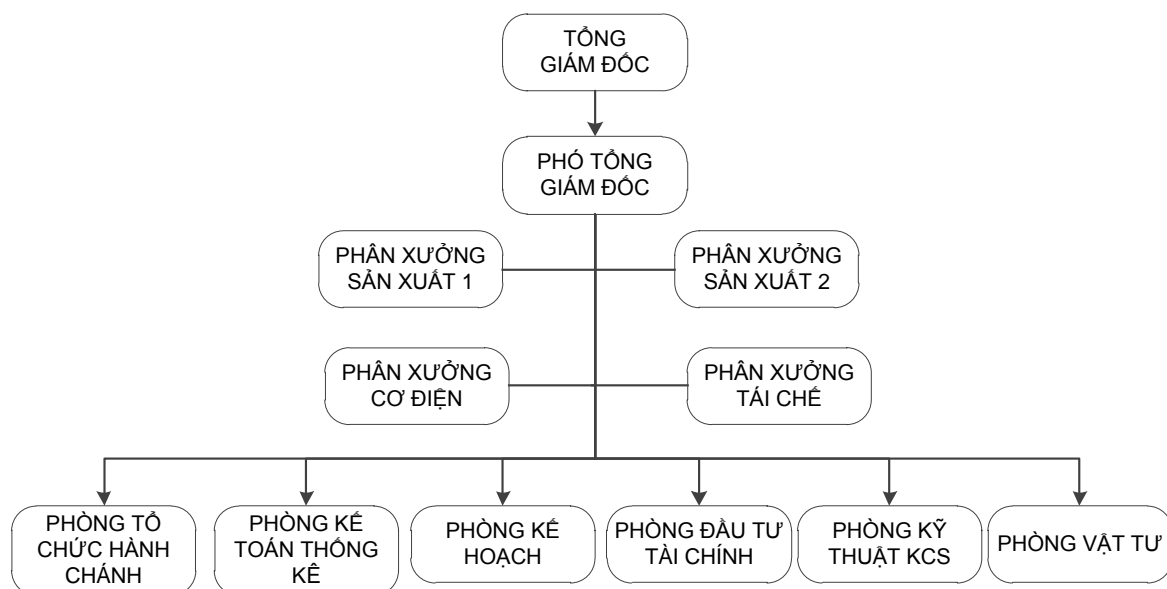 TỔNG
GIÁM ĐỐC
PHÓ TỔNG
GIÁM ĐỐC
PHÂN XƯỞNG
SẢN XUẤT 1
PHÂN XƯỞNG
SẢN XUẤT 2
PHÂN XƯỞNG
CƠ ĐIỆN
PHÂN XƯỞNG
TÁI CHẾ
PHÒNG TỔ
CHỨC HÀNH
CHÁNH
PHÒNG KẾ
TOÁN THỐNG
KÊ
PHÒNG KẾ
HOẠCH
PHÒNG ĐẦU TƯ
TÀI CHÍNH
PHÒNG KỸ
THUẬT KCS
PHÒNG VẬT TƯ